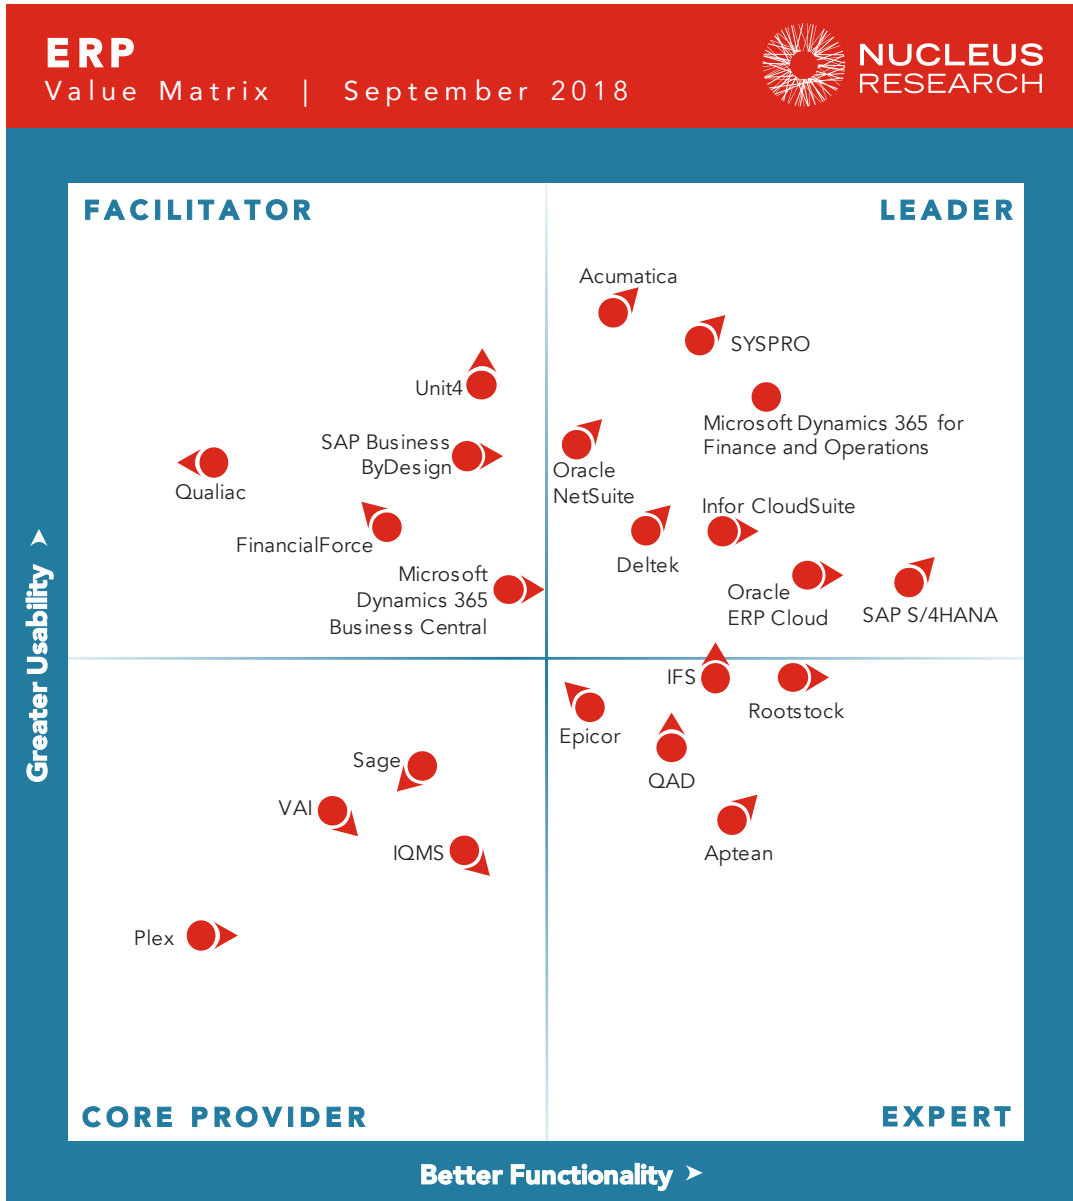 ERP
Value Matrix | September 2018
NUCLEUS
RESEARCH
FACILITATOR
LEADER
Acumatica
SYSPRO
Unit4
Microsoft Dynamics 365 for
Finance and Operations
SAP Business
ByDesign
Oracle
NetSuite
Qualiac
Infor CloudSuite
FinancialForce
Deltek
Microsoft
Dynamics 365
Business Central
Oracle
ERP Cloud
SAP S/4HANA
Greater Usability
IFS
Rootstock
Epicor
Sage
QAD
VAI
IQMS
Aptean
Plex
CORE PROVIDER
EXPERT
Better Functionality